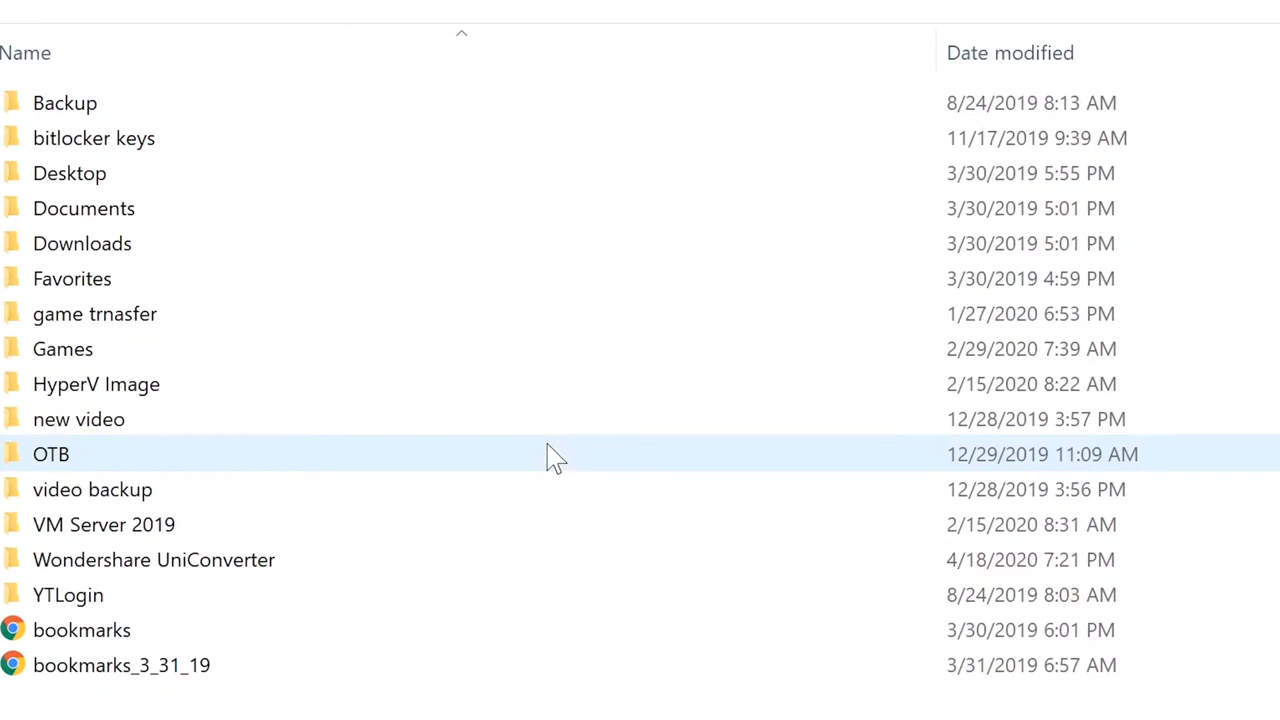 Name Date modified
Backup 8/24/2019 8:13 AM
bitlocker keys 11/17/2019 9:39 AM
Desktop 3/30/2019 5:55 PM
Documents 3/30/2019 5:01 PM
Downloads 3/30/2019 5:01 PM
Favorites 3/30/2019 4:59 PM
game trnasfer 1/27/2020 6:53 PM
Games 2/29/2020 7:39 AM
HyperV Image 2/15/2020 8:22 AM
new video 12/28/2019 3:57 PM
OTB 12/29/2019 11:09 AM
video backup 12/28/2019 3:56 PM
VM Server 2019 2/15/2020 8:31 AM
Wondershare UniConverter 4/18/2020 7:21 PM
YTLogin 8/24/2019 8:03 AM
bookmarks 3/30/2019 6:01 PM
bookmarks_3_31_19 3/31/2019 6:57 AM